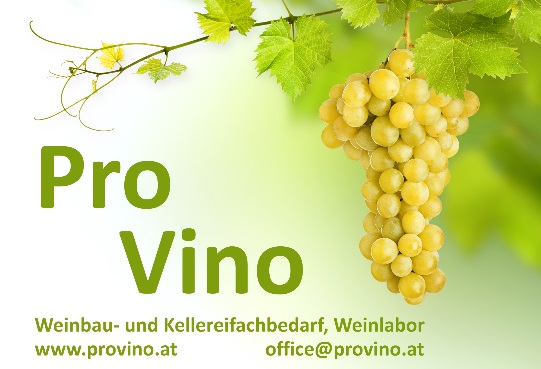 Pro
Vino
Weinbau- und Kellereifachbedarf, Weinlabor
www.provino.at office@provino.at